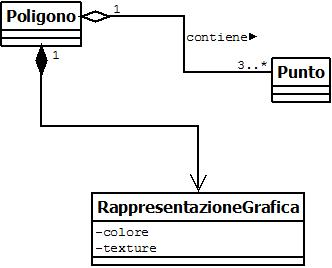 Poligono
1
contiene▶
3..*
Punto
1
RappresentazioneGrafica
-colore
-texture